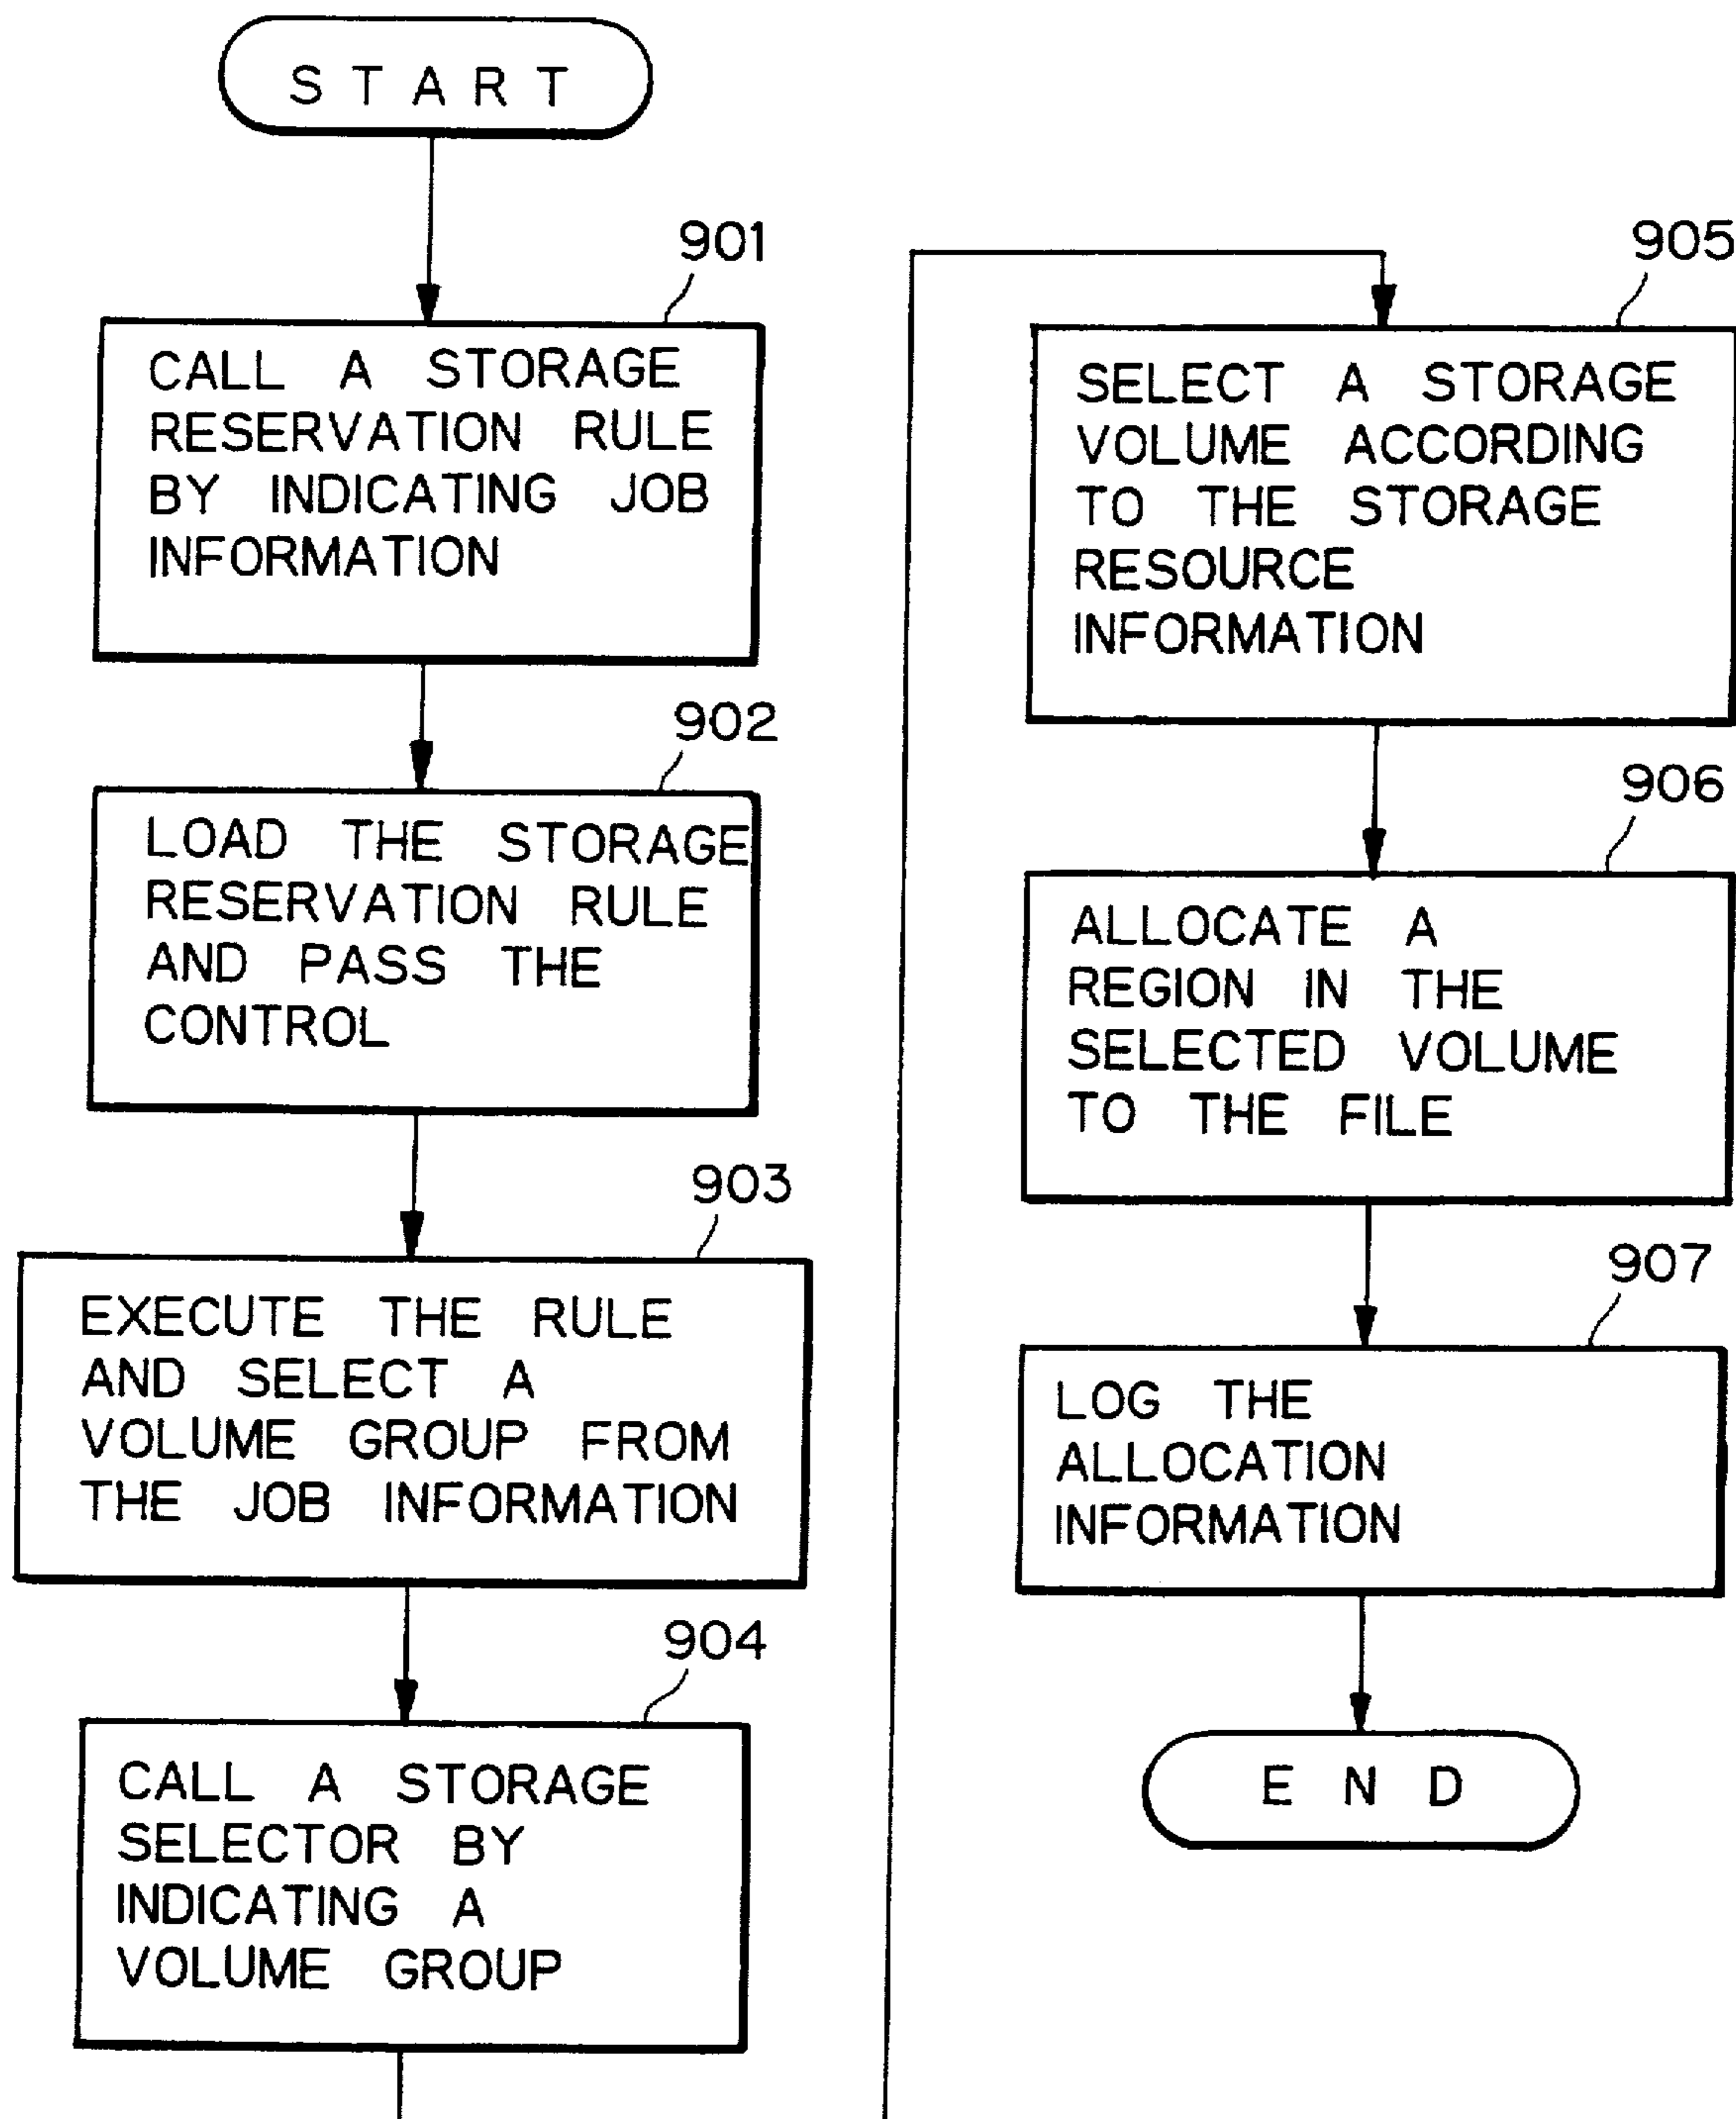 START
901
CALL A STORAGE
RESERVATION RULE
BY INDICATING JOB
INFORMATION
902
LOAD THE STORAGE
RESERVATION RULE
AND PASS THE
CONTROL
903
EXECUTE THE RULE
AND SELECT A
VOLUME GROUP FROM
THE JOB INFORMATION
904
CALL A STORAGE
SELECTOR BY
INDICATING A
VOLUME GROUP
905
SELECT A STORAGE
VOLUME ACCORDING
TO THE STORAGE
RESOURCE
INFORMATION
906
ALLOCATE A
REGION IN THE
SELECTED VOLUME
TO THE FILE
907
LOG THE
ALLOCATION
INFORMATION
END